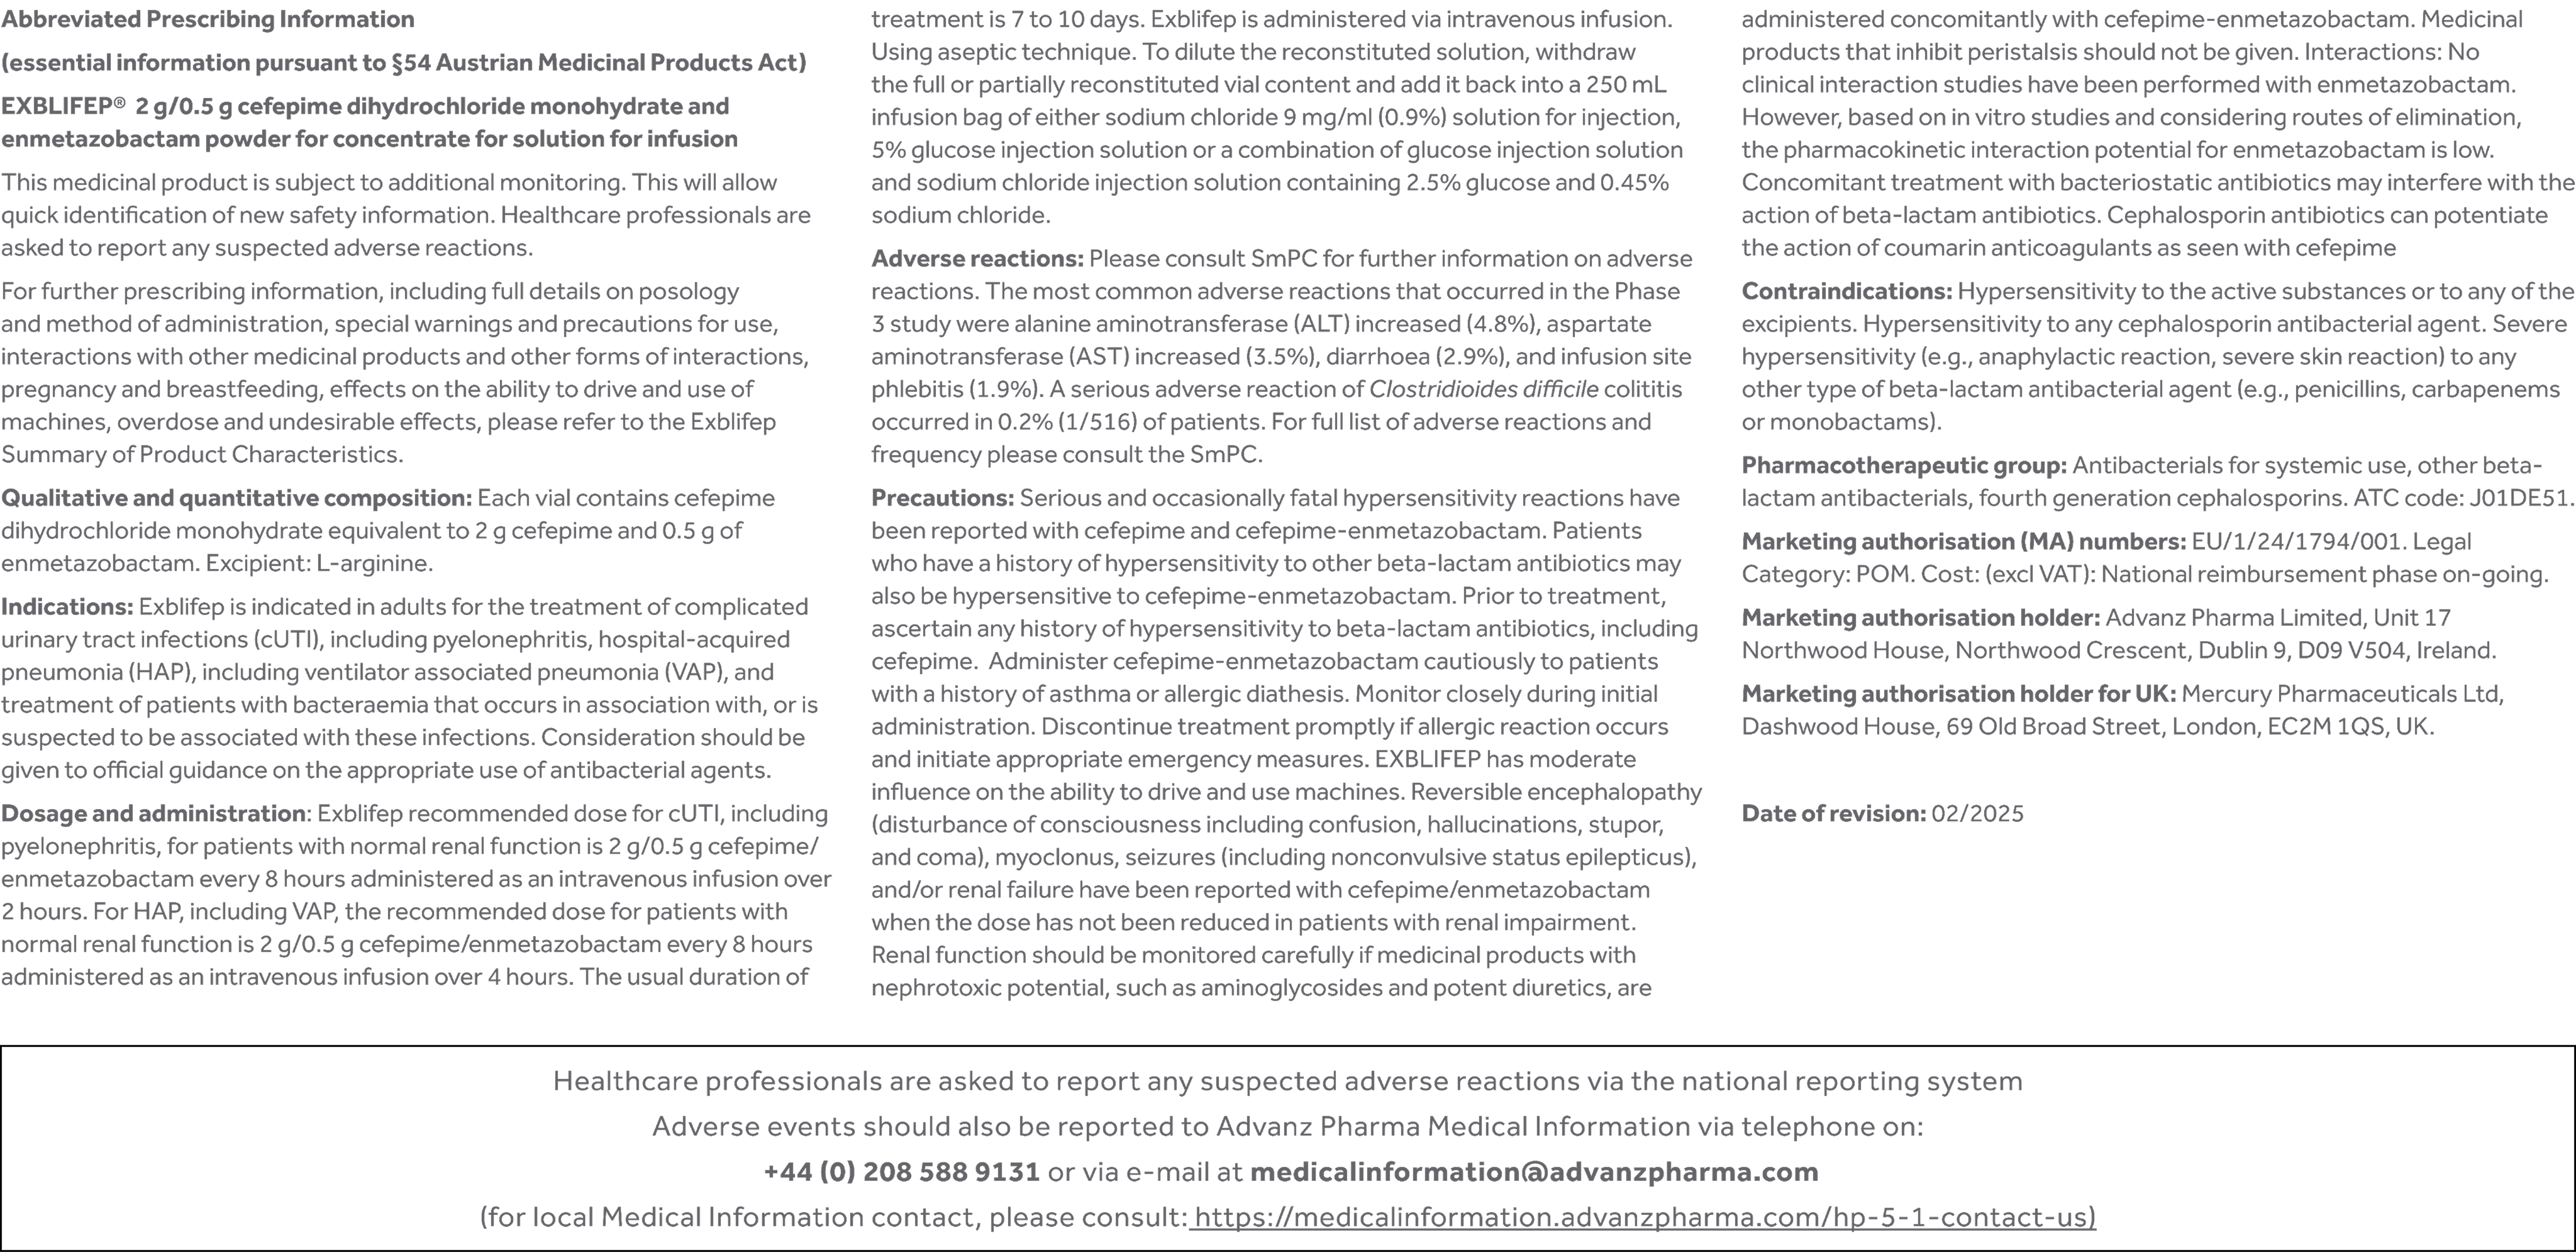 Abbreviated Prescribing Information
(essential information pursuant to §54 Austrian Medicinal Products Act)
EXBLIFEP® 2 g/0.5 g cefepime dihydrochloride monohydrate and
enmetazobactam powder for concentrate for solution for infusion
This medicinal product is subject to additional monitoring. This will allow
quick identification of new safety information. Healthcare professionals are
asked to report any suspected adverse reactions.
For further prescribing information, including full details on posology
and method of administration, special warnings and precautions for use,
interactions with other medicinal products and other forms of interactions,
pregnancy and breastfeeding, effects on the ability to drive and use of
machines, overdose and undesirable effects, please refer to the Exblifep
Summary of Product Characteristics.
Qualitative and quantitative composition: Each vial contains cefepime
dihydrochloride monohydrate equivalent to 2 g cefepime and 0.5 g of
enmetazobactam. Excipient: L-arginine.
Indications: Exblifep is indicated in adults for the treatment of complicated
urinary tract infections (cUTI), including pyelonephritis, hospital-acquired
pneumonia (HAP), including ventilator associated pneumonia (VAP), and
treatment of patients with bacteraemia that occurs in association with, or is
suspected to be associated with these infections. Consideration should be
given to official guidance on the appropriate use of antibacterial agents.
Dosage and administration: Exblifep recommended dose for cUTI, including
pyelonephritis, for patients with normal renal function is 2 g/0.5 g cefepime/
enmetazobactam every 8 hours administered as an intravenous infusion over
2 hours. For HAP, including VAP, the recommended dose for patients with
normal renal function is 2 g/0.5 g cefepime/enmetazobactam every 8 hours
administered as an intravenous infusion over 4 hours. The usual duration of
treatment is 7 to 10 days. Exblifep is administered via intravenous infusion.
Using aseptic technique. To dilute the reconstituted solution, withdraw
the full or partially reconstituted vial content and add it back into a 250 mL
infusion bag of either sodium chloride 9 mg/ml (0.9%) solution for injection,
5% glucose injection solution or a combination of glucose injection solution
and sodium chloride injection solution containing 2.5% glucose and 0.45%
sodium chloride.
Adverse reactions: Please consult SmPC for further information on adverse
reactions. The most common adverse reactions that occurred in the Phase
3 study were alanine aminotransferase (ALT) increased (4.8%), aspartate
aminotransferase (AST) increased (3.5%), diarrhoea (2.9%), and infusion site
phlebitis (1.9%). A serious adverse reaction of Clostridioides difficile colititis
occurred in 0.2% (1/516) of patients. For full list of adverse reactions and
frequency please consult the SmPC.
Precautions: Serious and occasionally fatal hypersensitivity reactions have
been reported with cefepime and cefepime-enmetazobactam. Patients
who have a history of hypersensitivity to other beta-lactam antibiotics may
also be hypersensitive to cefepime-enmetazobactam. Prior to treatment,
ascertain any history of hypersensitivity to beta-lactam antibiotics, including
cefepime. Administer cefepime-enmetazobactam cautiously to patients
with a history of asthma or allergic diathesis. Monitor closely during initial
administration. Discontinue treatment promptly if allergic reaction occurs
and initiate appropriate emergency measures. EXBLIFEP has moderate
influence on the ability to drive and use machines. Reversible encephalopathy
(disturbance of consciousness including confusion, hallucinations, stupor,
and coma), myoclonus, seizures (including nonconvulsive status epilepticus),
and/or renal failure have been reported with cefepime/enmetazobactam
when the dose has not been reduced in patients with renal impairment.
Renal function should be monitored carefully if medicinal products with
nephrotoxic potential, such as aminoglycosides and potent diuretics, are
administered concomitantly with cefepime-enmetazobactam. Medicinal
products that inhibit peristalsis should not be given. Interactions: No
clinical interaction studies have been performed with enmetazobactam.
However, based on in vitro studies and considering routes of elimination,
the pharmacokinetic interaction potential for enmetazobactam is low.
Concomitant treatment with bacteriostatic antibiotics may interfere with the
action of beta-lactam antibiotics. Cephalosporin antibiotics can potentiate
the action of coumarin anticoagulants as seen with cefepime
Contraindications: Hypersensitivity to the active substances or to any of the
excipients. Hypersensitivity to any cephalosporin antibacterial agent. Severe
hypersensitivity (e.g., anaphylactic reaction, severe skin reaction) to any
other type of beta-lactam antibacterial agent (e.g., penicillins, carbapenems
or monobactams).
Pharmacotherapeutic group: Antibacterials for systemic use, other beta-
lactam antibacterials, fourth generation cephalosporins. ATC code: J01DE51.
Marketing authorisation (MA) numbers: EU/1/24/1794/001. Legal
Category: POM. Cost: (excl VAT): National reimbursement phase on-going.
Marketing authorisation holder: Advanz Pharma Limited, Unit 17
Northwood House, Northwood Crescent, Dublin 9, D09 V504, Ireland.
Marketing authorisation holder for UK: Mercury Pharmaceuticals Ltd,
Dashwood House, 69 Old Broad Street, London, EC2M 1QS, UK.
Date of revision: 02/2025
Healthcare professionals are asked to report any suspected adverse reactions via the national reporting system
Adverse events should also be reported to Advanz Pharma Medical Information via telephone on:
+44 (0) 208 588 9131 or via e-mail at medicalinformation@advanzpharma.com
(for local Medical Information contact, please consult: https://medicalinformation.advanzpharma.com/hp-5-1-contact-us)